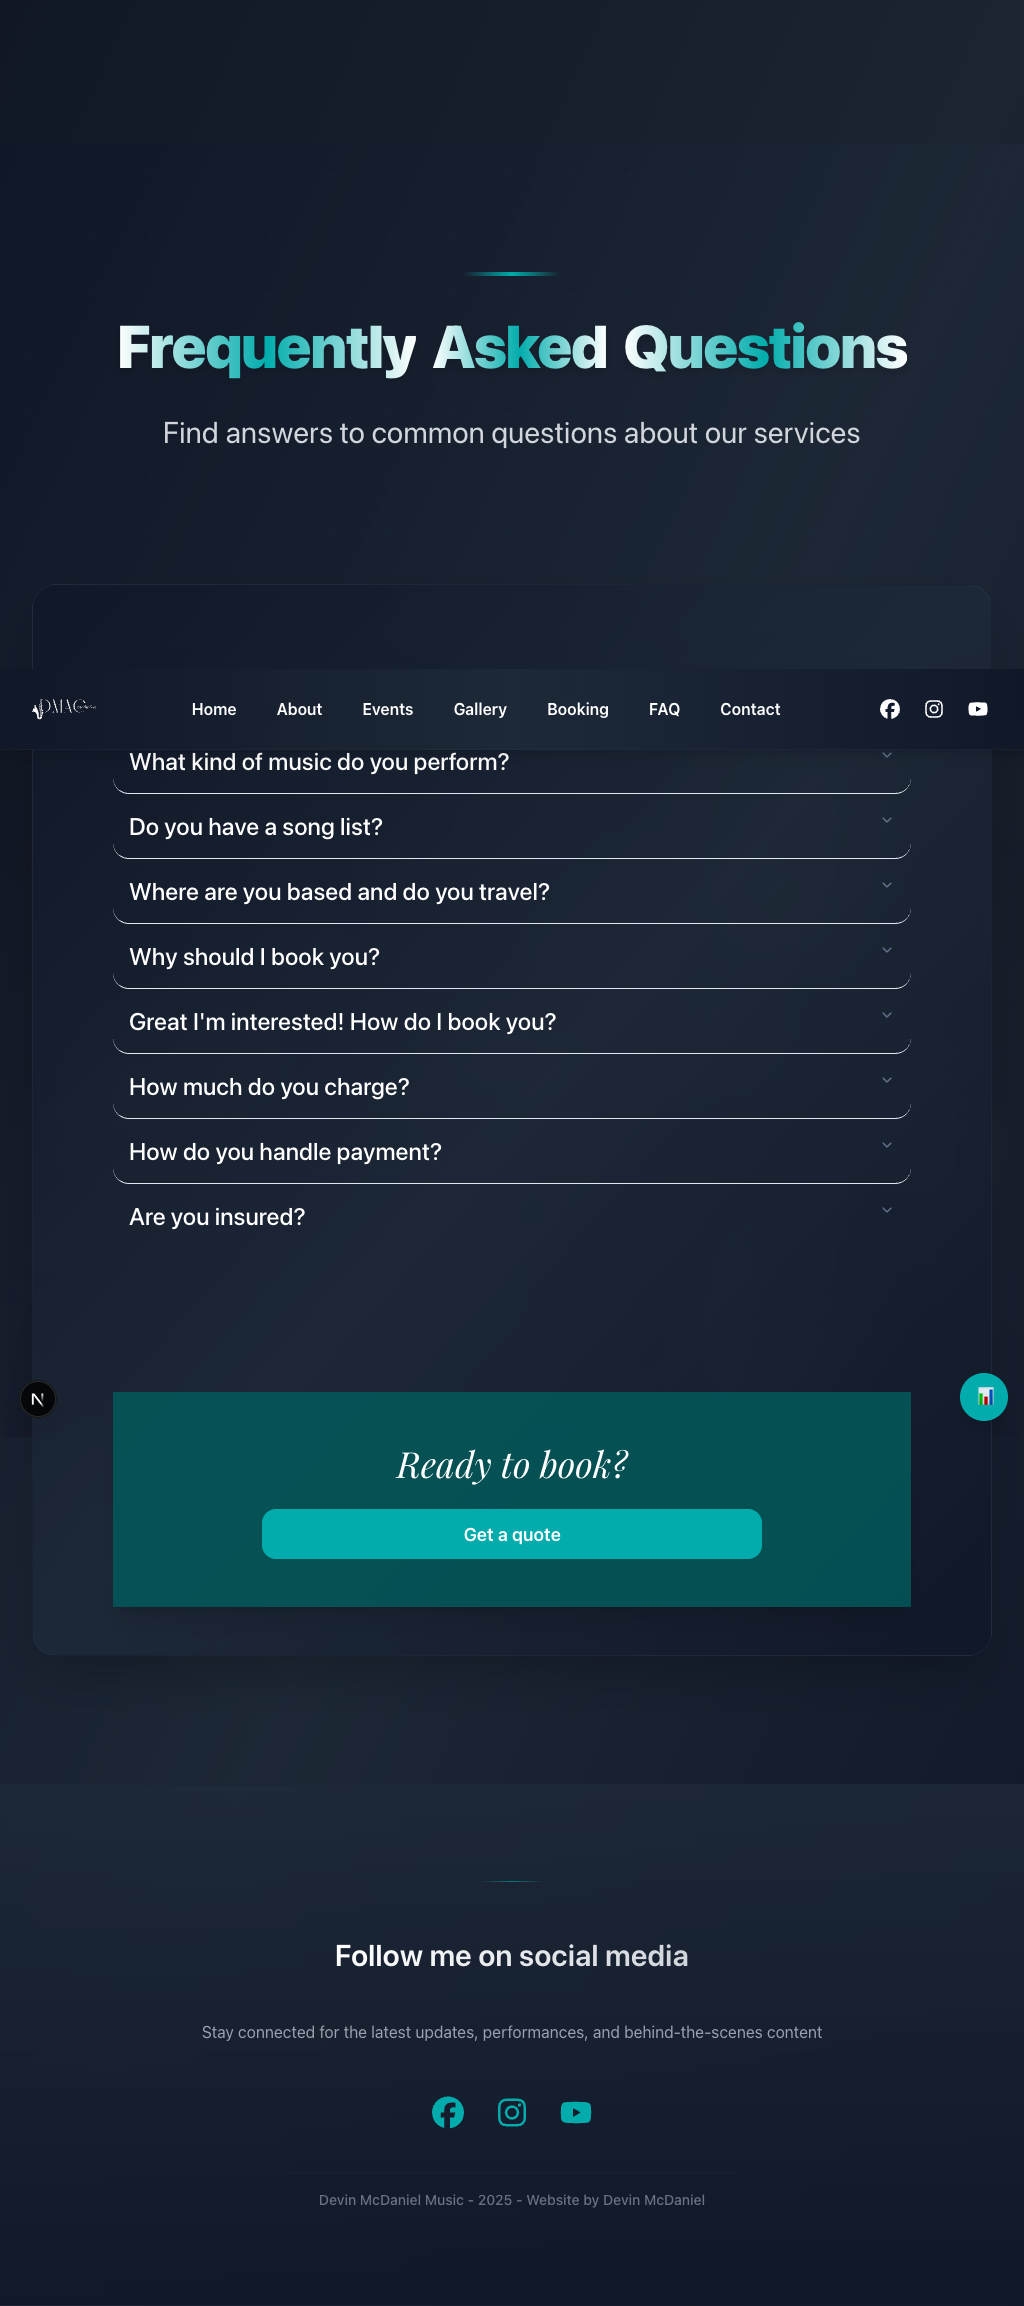 Frequently Asked Questions
Find answers to common questions about our services
DMAC
Home About Events Gallery Booking FAQ Contact
What kind of music do you perform?
Do you have a song list?
Where are you based and do you travel?
Why should I book you?
Great I'm interested! How do I book you?
How much do you charge?
How do you handle payment?
Are you insured?
N
Ready to book?
Get a quote
Follow me on social media
Stay connected for the latest updates, performances, and behind-the-scenes content
Devin McDaniel Music - 2025 - Website by Devin McDaniel